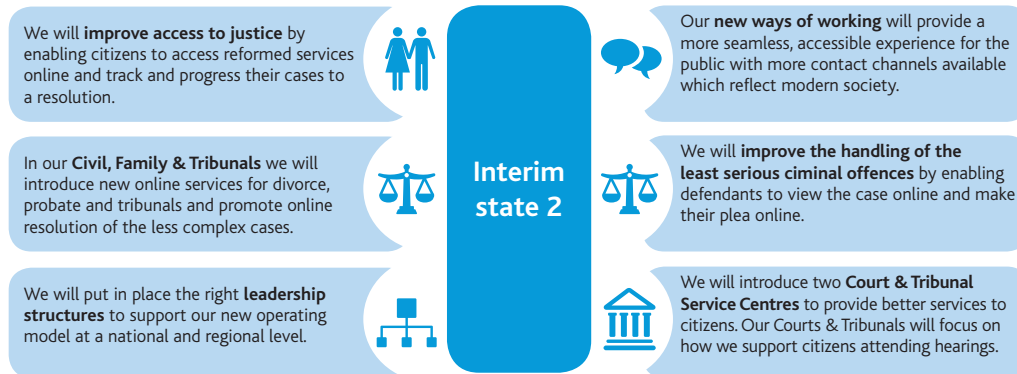 We will improve access to justice by
enabling citizens to access reformed services
online and track and progress their cases to
a resolution.
In our Civil, Family & Tribunals we will
introduce new online services for divorce,
probate and tribunals and promote online
resolution of the less complex cases.
We will put in place the right leadership
structures to support our new operating
model at a national and regional level.
Interim
state 2
Our new ways of working will provide a
more seamless, accessible experience for the
public with more contact channels available
which reflect modern society.
We will improve the handling of the
least serious ciminal offences by enabling
defendants to view the case online and make
their plea online.
We will introduce two Court & Tribunal
Service Centres to provide better services to
citizens. Our Courts & Tribunals will focus on
how we support citizens attending hearings.